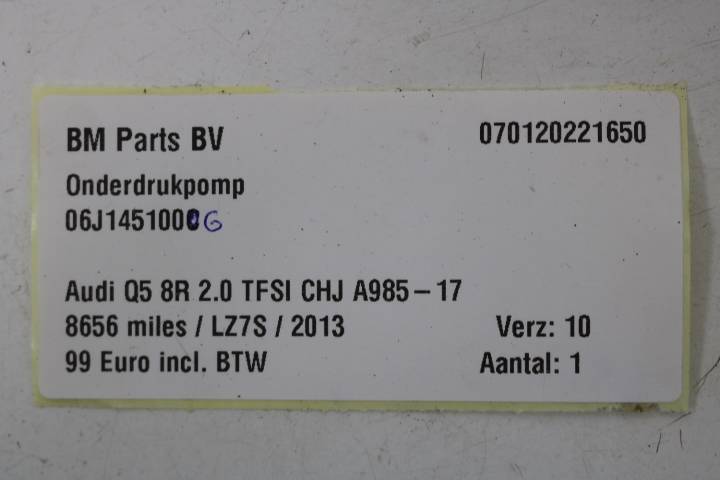 BM Parts BV 070120221650
Onderdrukpomp
06J145100G
Audi Q5 8R 2.0 TFSI CHJ A985-17
8656 miles / LZ7S / 2013 Verz: 10
99 Euro incl. BTW Aantal: 1